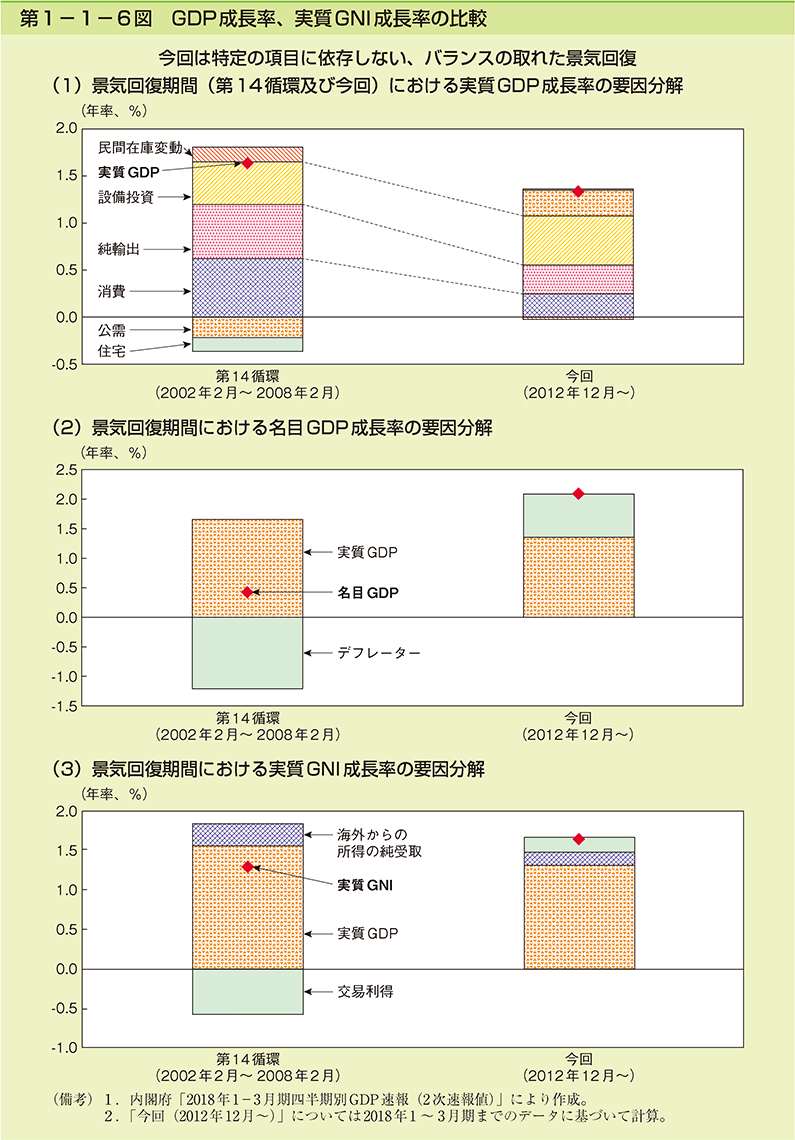 第１－１－６図　GDP成長率、実質GNI成長率の比較
今回は特定の項目に依存しない、バランスの取れた景気回復
（1）景気回復期間（第14循環及び今回）における実質GDP成長率の要因分解
（年率、%）
2.0
1.5
1.0
0.5
0.0
-0.5
民間在庫変動
実質GDP
設備投資
純輸出
消費
公需
住宅
第14循環
（2002年2月～2008年2月）
今回
（2012年12月～）
（2）景気回復期間における名目GDP成長率の要因分解
（年率、%）
2.5
2.0
1.5
1.0
0.5
0.0
-0.5
-1.0
-1.5
実質GDP
名目GDP
デフレーター
第14循環
（2002年2月～2008年2月）
今回
（2012年12月～）
（3）景気回復期間における実質GNI成長率の要因分解
（年率、%）
2.0
1.5
1.0
0.5
0.0
-0.5
-1.0
海外からの
所得の純受取
実質GNI
実質GDP
交易利得
第14循環
（2002年2月～2008年2月）
今回
（2012年12月～）
（備考）１．内閣府「2018年1－3月期四半期別GDP速報（2次速報値）」により作成。
２．「今回（2012年12月～）」については2018年1～3月期までのデータに基づいて計算。